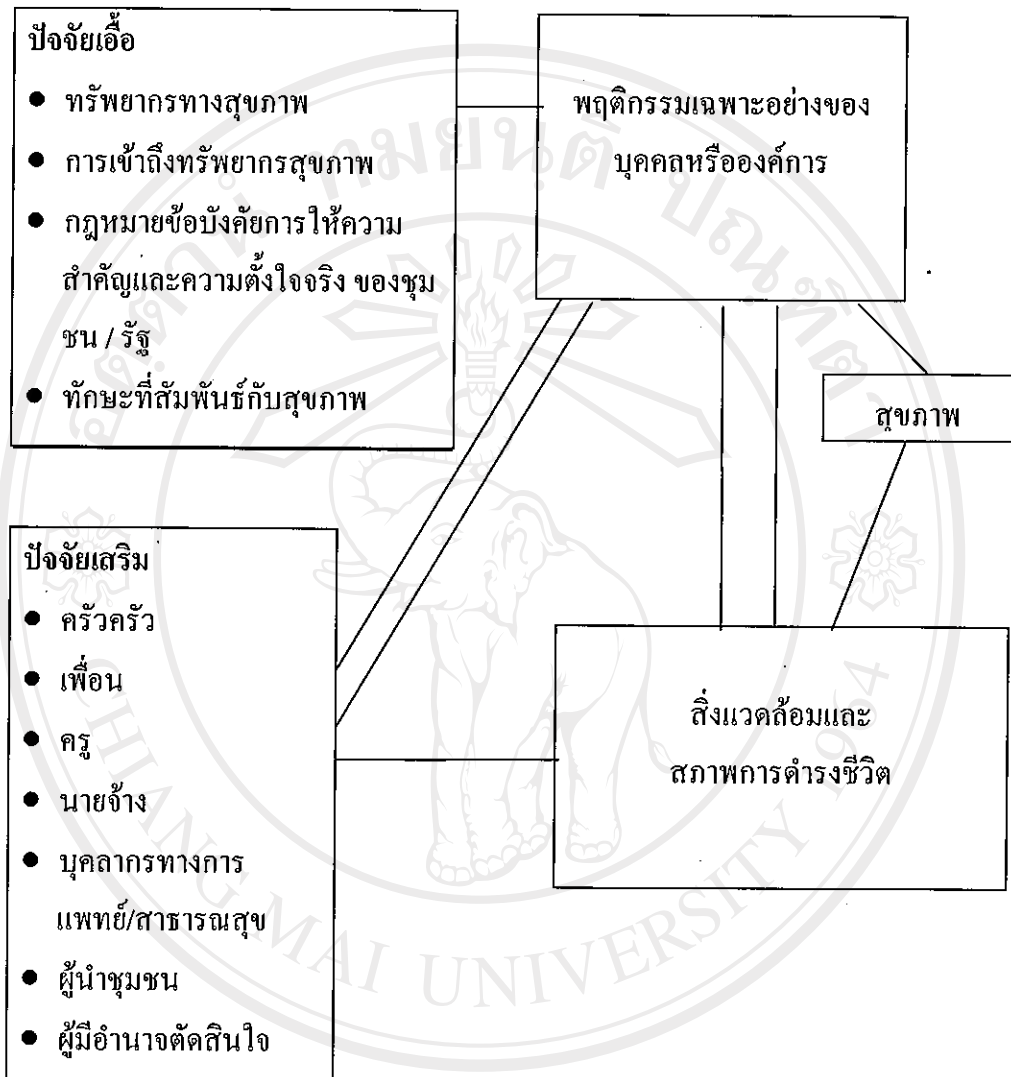 ปัจจัยเอื้อ
● ทรัพยากรทางสุขภาพ
● การเข้าถึงทรัพยากรสุขภาพ
● กฎหมายข้อบังคัยการให้ความ
สำคัญและความตั้งใจจริง ของชุม
ชน / รัฐ
● ทักษะที่สัมพันธ์กับสุขภาพ
พฤติกรรมเฉพาะอย่างของ
บุคคลหรือองค์การ
สุขภาพ
ปัจจัยเสริม
● ครัวครัว
● เพื่อน
● ครู
● นายจ้าง
● บุคลากรทางการ
แพทย์/สาธารณสุข
● ผู้นำชุมชน
● ผู้มีอำนาจตัดสินใจ
สิ่งแวดล้อมและ
สภาพการดำรงชีวิต
CHIANG MAI UNIVERSITY 1964